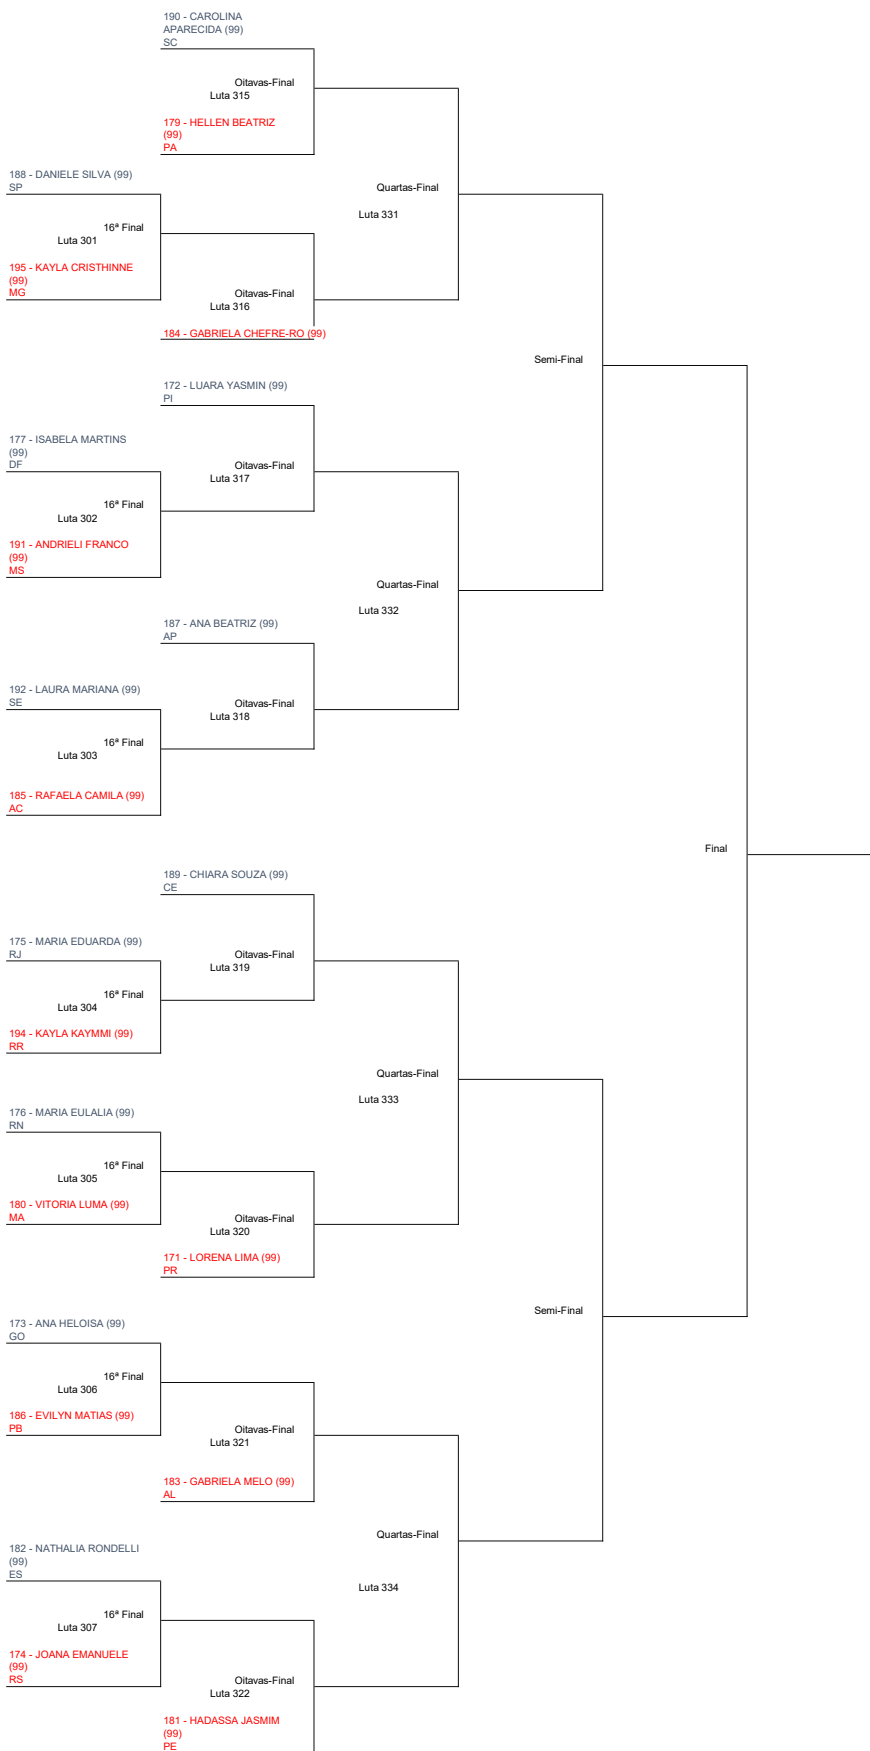 190 - CAROLINA
APARECIDA (99)
SC
Oitavas-Final
Luta 315
179 - HELLEN BEATRIZ
(99)
PA
188 - DANIELE SILVA (99)
SP
Quartas-Final
Luta 331
16ª Final
Luta 301
195 - KAYLA CRISTHINNE
(99)
MG
Oitavas-Final
Luta 316
184 - GABRIELA CHEFRE-RO (99)
Semi-Final
172 - LUARA YASMIN (99)
PI
177 - ISABELA MARTINS
(99)
DF
Oitavas-Final
Luta 317
16ª Final
Luta 302
191 - ANDRIELI FRANCO
(99)
MS
Quartas-Final
Luta 332
187 - ANA BEATRIZ (99)
AP
192 - LAURA MARIANA (99)
SE
Oitavas-Final
Luta 318
16ª Final
Luta 303
185 - RAFAELA CAMILA (99)
AC
Final
189 - CHIARA SOUZA (99)
CE
175 - MARIA EDUARDA (99)
RJ
Oitavas-Final
Luta 319
16ª Final
Luta 304
194 - KAYLA KAYMMI (99)
RR
Quartas-Final
Luta 333
176 - MARIA EULALIA (99)
RN
16ª Final
Luta 305
180 - VITORIA LUMA (99)
MA
Oitavas-Final
Luta 320
171 - LORENA LIMA (99)
PR
Semi-Final
173 - ANA HELOISA (99)
GO
16ª Final
Luta 306
186 - EVILYN MATIAS (99)
PB
Oitavas-Final
Luta 321
183 - GABRIELA MELO (99)
AL
Quartas-Final
Luta 334
182 - NATHALIA RONDELLI
(99)
ES
16ª Final
Luta 307
174 - JOANA EMANUELE
(99)
RS
Oitavas-Final
Luta 322
181 - HADASSA JASMIM
(99)
PE